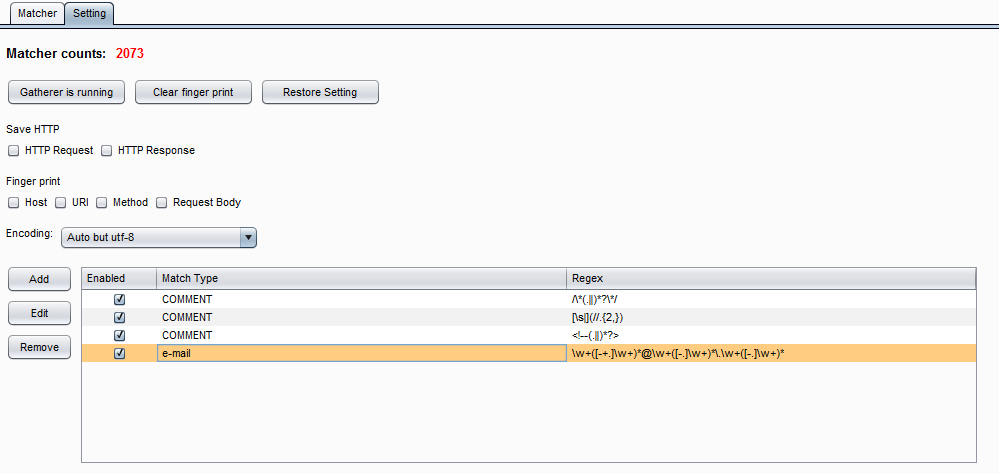 Matcher Setting
Matcher counts: 2073
Gatherer is running Clear finger print Restore Setting
Save HTTP
HTTP Request HTTP Response
Finger print
Host URI Method Request Body
Encoding: Auto but utf-8
Add
Edit
Remove
Enabled Match Type Regex
COMMENT /\*(.||)*?\*/
COMMENT [\s|](//.{2,})
COMMENT <!--(.||)*?>
e-mail \w+([-+.]\w+)*@\w+([-.]\w+)*\.\w+([-.]\w+)*